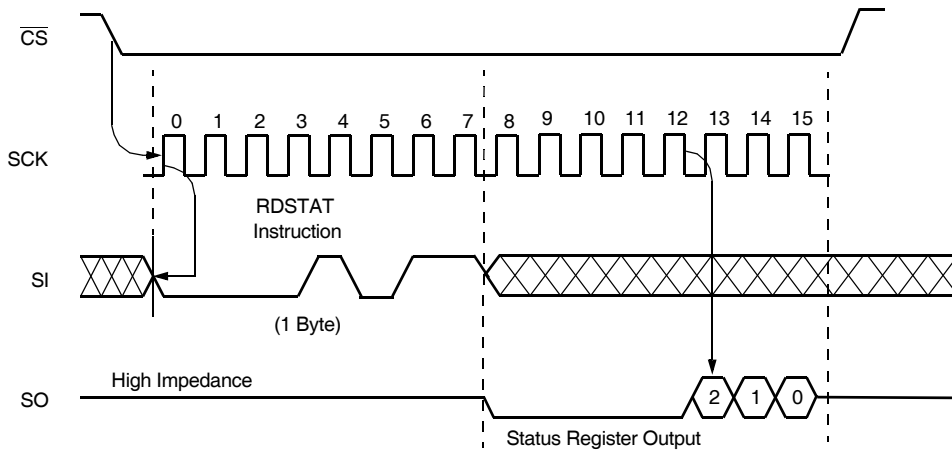 CS
0 1 2 3 4 5 6 7 8 9 10 11 12 13 14 15
SCK
RDSTAT
Instruction
SI
(1 Byte)
High Impedance
SO
2 1 0
Status Register Output